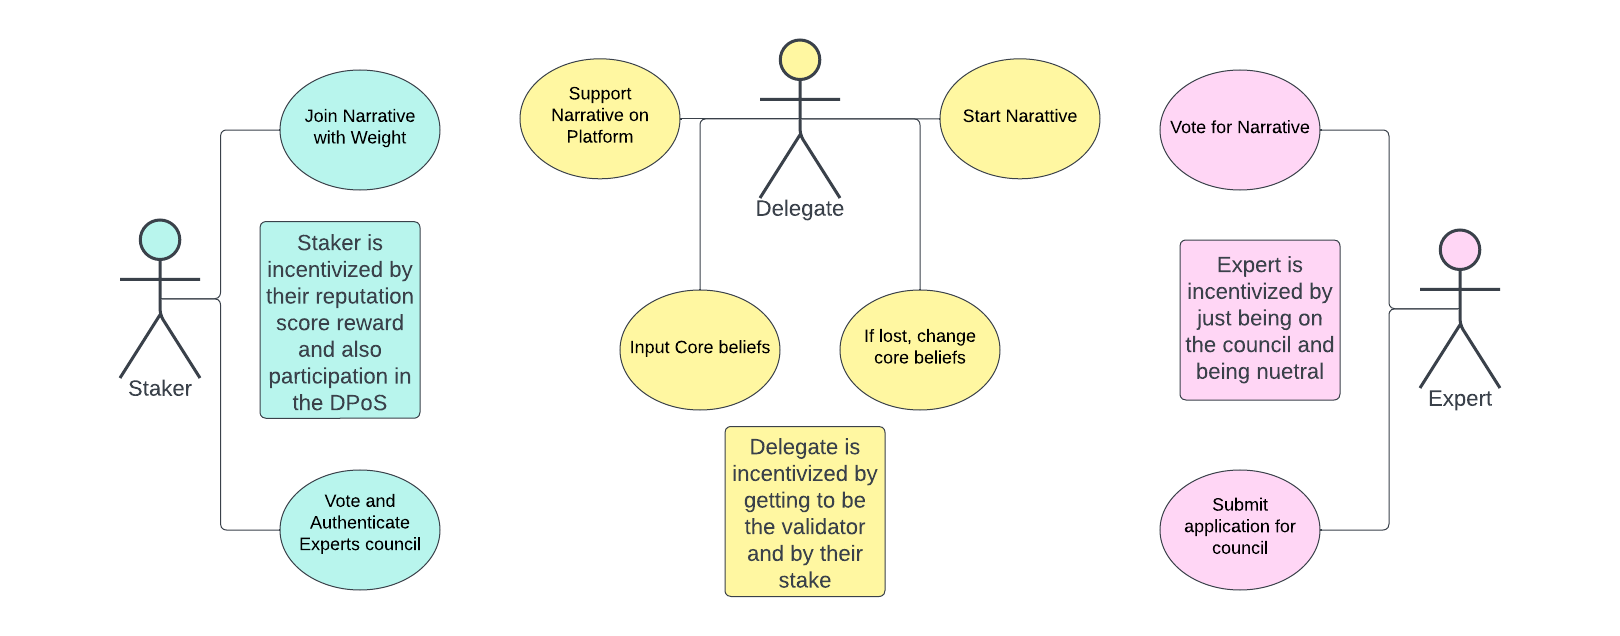 Join Narrative
with Weight
Staker is
incentivized by
their reputation
score reward
and also
participation in
the DPoS
Staker
Vote and
Authenticate
Experts council
Support
Narrative on
Platform
Start Narattive
Delegate
Input Core beliefs
If lost, change
core beliefs
Delegate is
incentivized by
getting to be
the validator
and by their
stake
Vote for Narrative
Expert is
incentivized by
just being on
the council and
being nuetral
Expert
Submit
application for
council